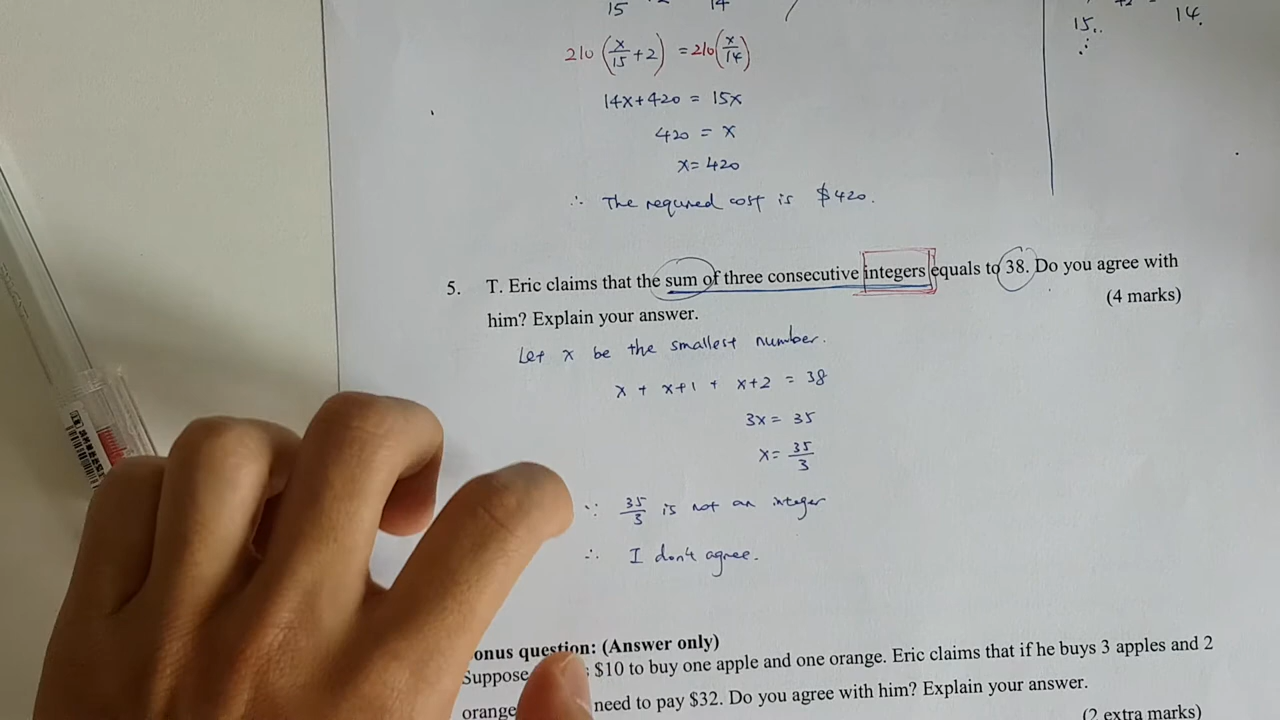 15 14
15.. 14.
∴
210 (x/15 + 2) = 210 (x/14)
14x + 420 = 15x
420 = x
x = 420
∴ The required cost is $420.
5. T. Eric claims that the sum of three consecutive integers equals to 38. Do you agree with
him? Explain your answer. (4 marks)
Let x be the smallest number.
x + x+1 + x+2 = 38
3x = 35
x = 35/3
∵ 35/3 is not an integer
∴ I don't agree.
onus question: (Answer only)
Suppose $10 to buy one apple and one orange. Eric claims that if he buys 3 apples and 2
orange need to pay $32. Do you agree with him? Explain your answer.
(2 extra marks)